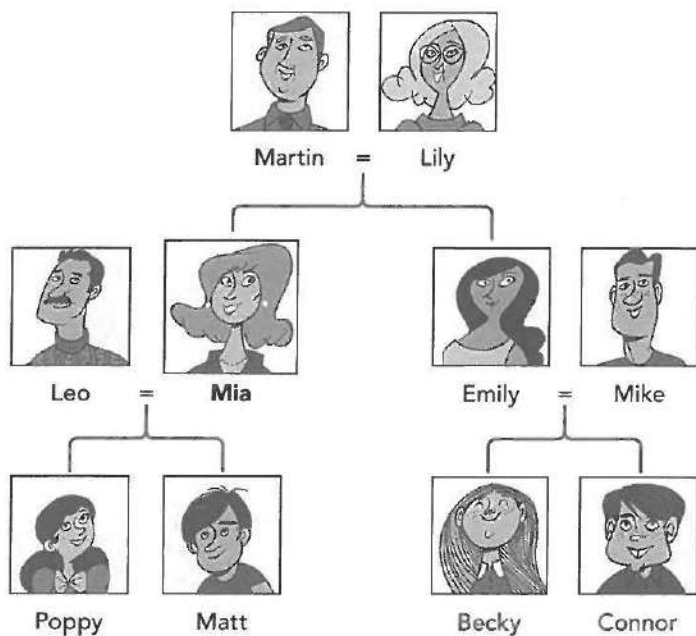 Martin = Lily
Leo = Mia Emily = Mike
Poppy Matt Becky Connor